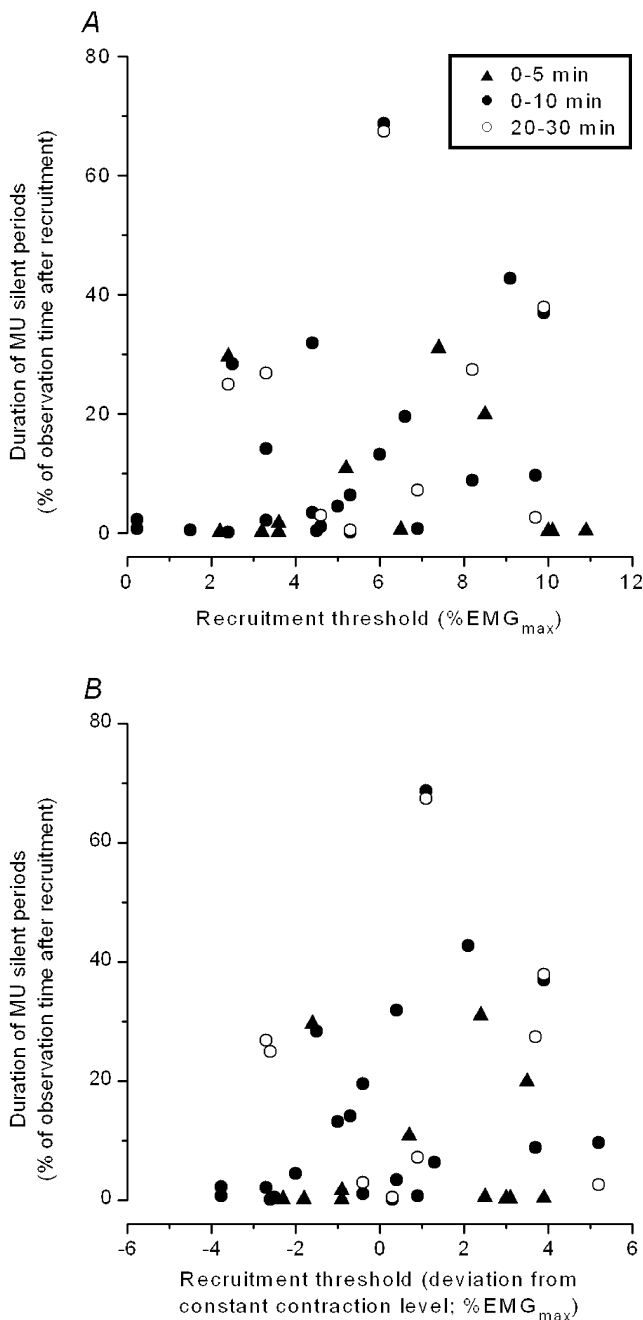 A
80
60
40
20
0
0 2 4 6 8 10 12
▲ 0-5 min
● 0-10 min
○ 20-30 min
Duration of MU silent periods
(% of observation time after recruitment)
Recruitment threshold (%EMGmax)
B
80
60
40
20
0
-6 -4 -2 0 2 4 6
Duration of MU silent periods
(% of observation time after recruitment)
Recruitment threshold (deviation from
constant contraction level; %EMGmax)